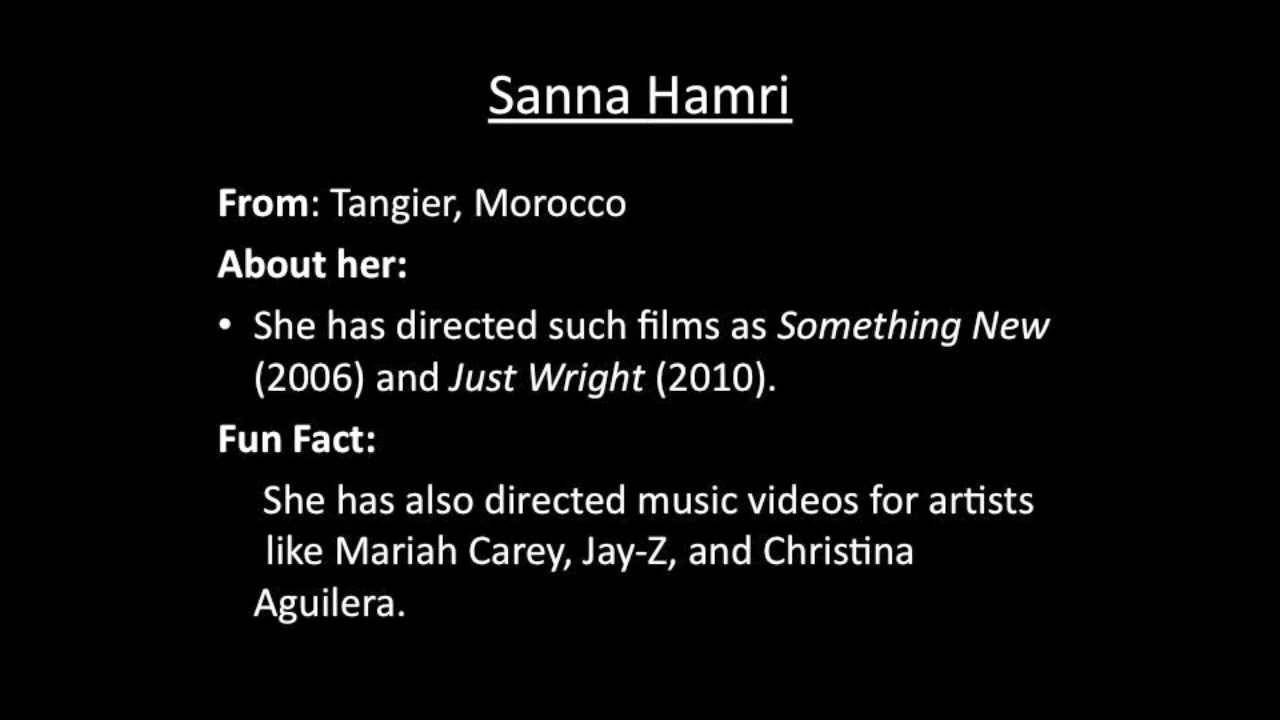 Sanna Hamri
From: Tangier, Morocco
About her:
• She has directed such films as Something New
(2006) and Just Wright (2010).
Fun Fact:
She has also directed music videos for artists
like Mariah Carey, Jay-Z, and Christina
Aguilera.